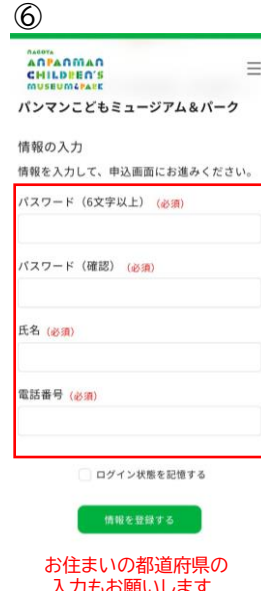 ⑥
NAGOYA
ANPANMAN
CHILDREN'S
MUSEUM&PARK
パンマンこどもミュージアム&パーク
情報の入力
情報を入力して、申込画面にお進みください。
パスワード（6文字以上）（必須）
パスワード（確認）（必須）
氏名（必須）
電話番号（必須）
ログイン状態を記憶する
情報を登録する
お住まいの都道府県の
入力もお願いします